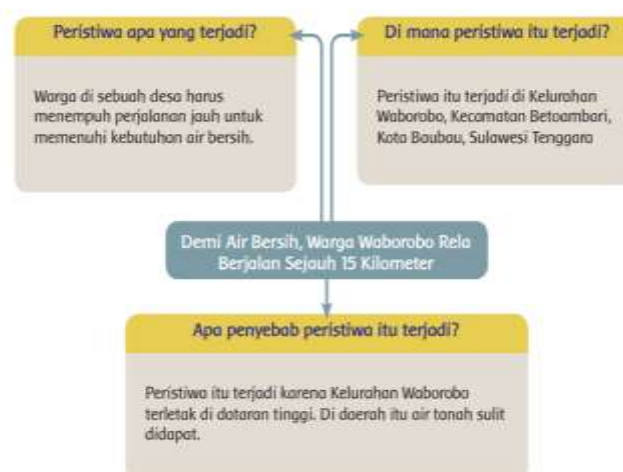 Peristiwa apa yang terjadi?
Warga di sebuah desa harus
menempuh perjalanan jauh untuk
memenuhi kebutuhan air bersih.
Di mana peristiwa itu terjadi?
Peristiwa itu terjadi di Kelurahan
Waborobo, Kecamatan Betoambari,
Kota Baubau, Sulawesi Tenggara
Demi Air Bersih, Warga Waborobo Rela
Berjalan Sejauh 15 Kilometer
Apa penyebab peristiwa itu terjadi?
Peristiwa itu terjadi karena Kelurahan Waborobo
terletak di dataran tinggi. Di daerah itu air tanah sulit
didapat.